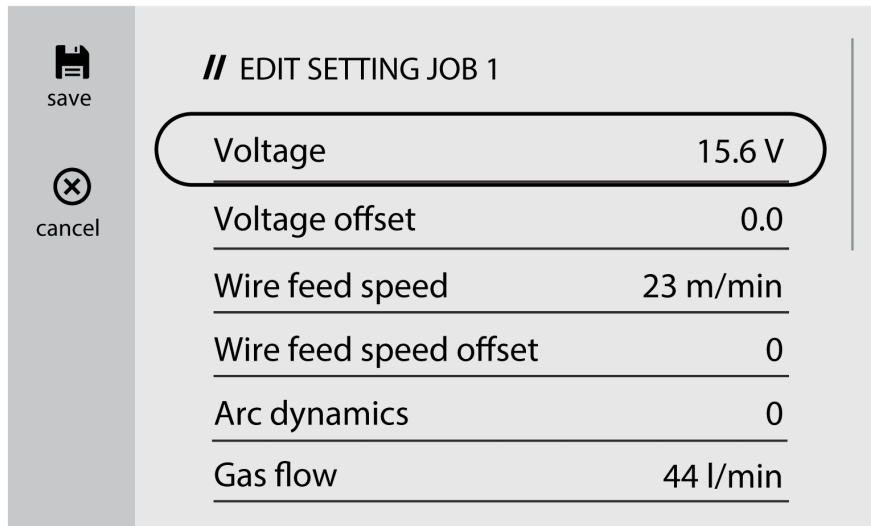 save
cancel
// EDIT SETTING JOB 1
Voltage 15.6 V
Voltage offset 0.0
Wire feed speed 23 m/min
Wire feed speed offset 0
Arc dynamics 0
Gas flow 44 l/min